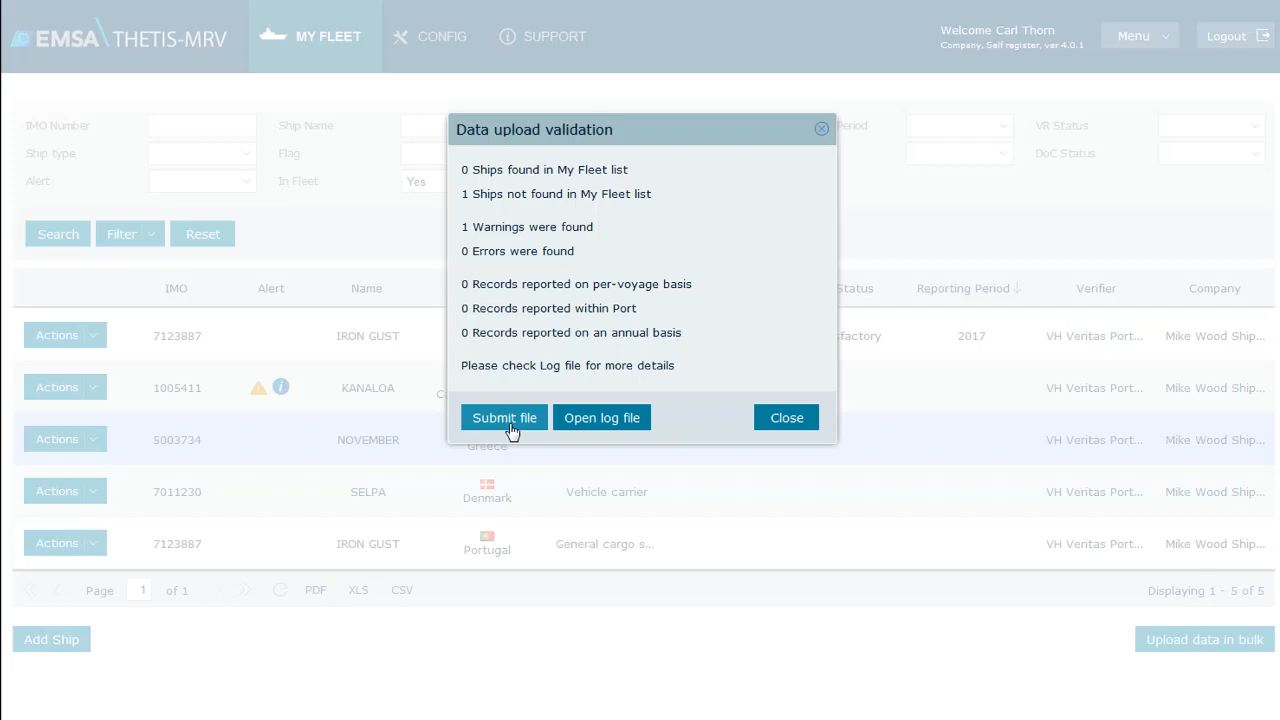 EMSA THETIS-MRV MY FLEET CONFIG SUPPORT Welcome Carl Thorn Menu Logout
Company, Self register, ver 4.0.1
IMO Number Ship Name Period VR Status
Ship type Flag DoC Status
Alert In Fleet Yes
Search Filter Reset
Data upload validation
0 Ships found in My Fleet list
1 Ships not found in My Fleet list
1 Warnings were found
0 Errors were found
0 Records reported on per-voyage basis
0 Records reported within Port
0 Records reported on an annual basis
Please check Log file for more details
Submit file Open log file Close
IMO Alert Name Status Reporting Period Verifier Company
Actions 7123887 IRON GUST factory 2017 VH Veritas Port... Mike Wood Ship...
Actions 1005411 KANALOA VH Veritas Port... Mike Wood Ship...
Actions 5003734 NOVEMBER Greece VH Veritas Port... Mike Wood Ship...
Actions 7011230 SELPA Denmark Vehicle carrier VH Veritas Port... Mike Wood Ship...
Actions 7123887 IRON GUST Portugal General cargo s... VH Veritas Port... Mike Wood Ship...
Page 1 of 1 PDF XLS CSV Displaying 1 - 5 of 5
Add Ship Upload data in bulk